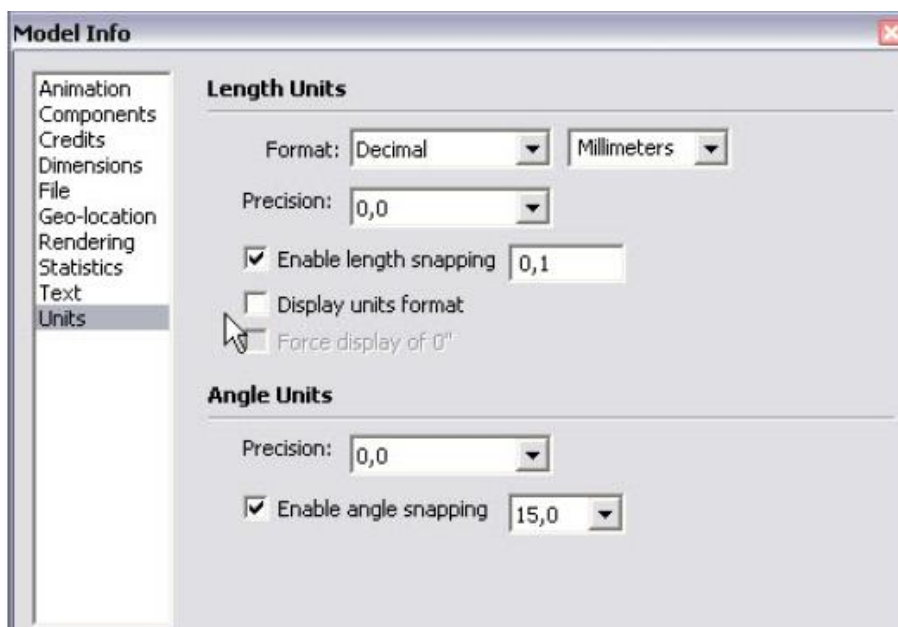 Model Info
Animation
Components
Credits
Dimensions
File
Geo-location
Rendering
Statistics
Text
Units
Length Units
Format: Decimal Millimeters
Precision: 0,0
Enable length snapping 0,1
Display units format
Force display of 0"
Angle Units
Precision: 0,0
Enable angle snapping 15,0